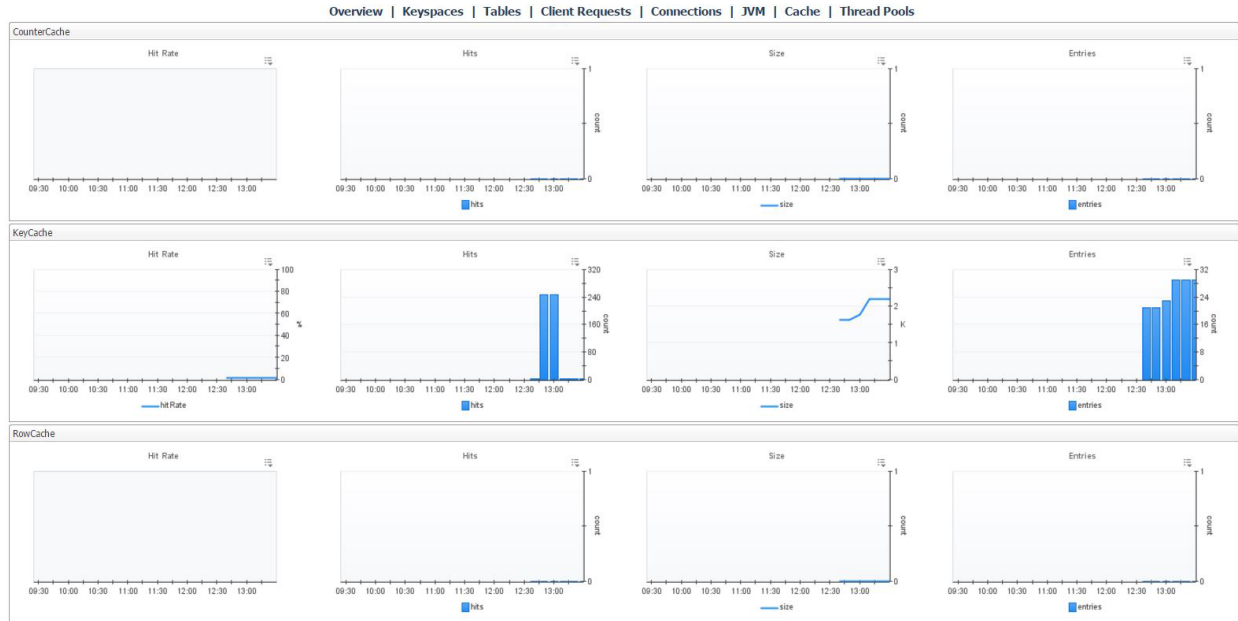 Overview | Keyspaces | Tables | Client Requests | Connections | JVM | Cache | Thread Pools
CounterCache
Hit Rate
09:30 10:00 10:30 11:00 11:30 12:00 12:30 13:00
Hits
1
count
0
09:30 10:00 10:30 11:00 11:30 12:00 12:30 13:00
hits
Size
1
count
0
09:30 10:00 10:30 11:00 11:30 12:00 12:30 13:00
size
Entries
1
count
0
09:30 10:00 10:30 11:00 11:30 12:00 12:30 13:00
entries
KeyCache
Hit Rate
100
80
60
%
40
20
0
09:30 10:00 10:30 11:00 11:30 12:00 12:30 13:00
hitRate
Hits
320
240
160
count
80
0
09:30 10:00 10:30 11:00 11:30 12:00 12:30 13:00
hits
Size
3
2
K
1
0
09:30 10:00 10:30 11:00 11:30 12:00 12:30 13:00
size
Entries
32
24
16
count
8
0
09:30 10:00 10:30 11:00 11:30 12:00 12:30 13:00
entries
RowCache
Hit Rate
09:30 10:00 10:30 11:00 11:30 12:00 12:30 13:00
Hits
1
count
0
09:30 10:00 10:30 11:00 11:30 12:00 12:30 13:00
hits
Size
1
count
0
09:30 10:00 10:30 11:00 11:30 12:00 12:30 13:00
size
Entries
1
count
0
09:30 10:00 10:30 11:00 11:30 12:00 12:30 13:00
entries